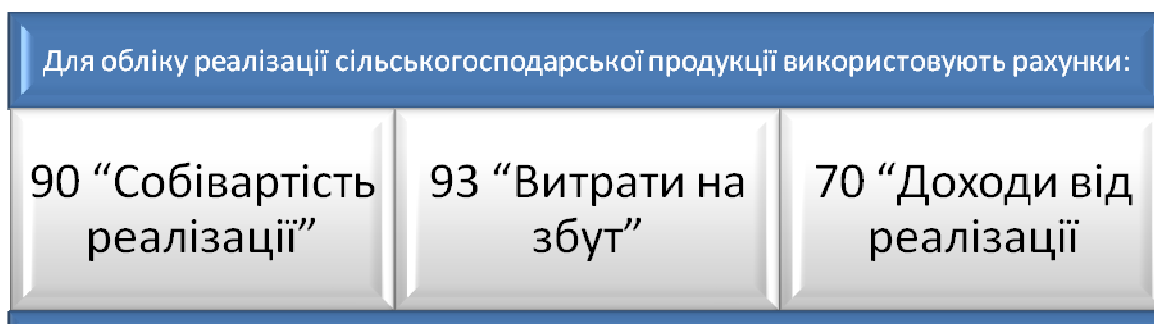 Для обліку реалізації сільськогосподарської продукції використовують рахунки:
90 “Собівартість
реалізації”
93 “Витрати на
збут”
70 “Доходи від
реалізації